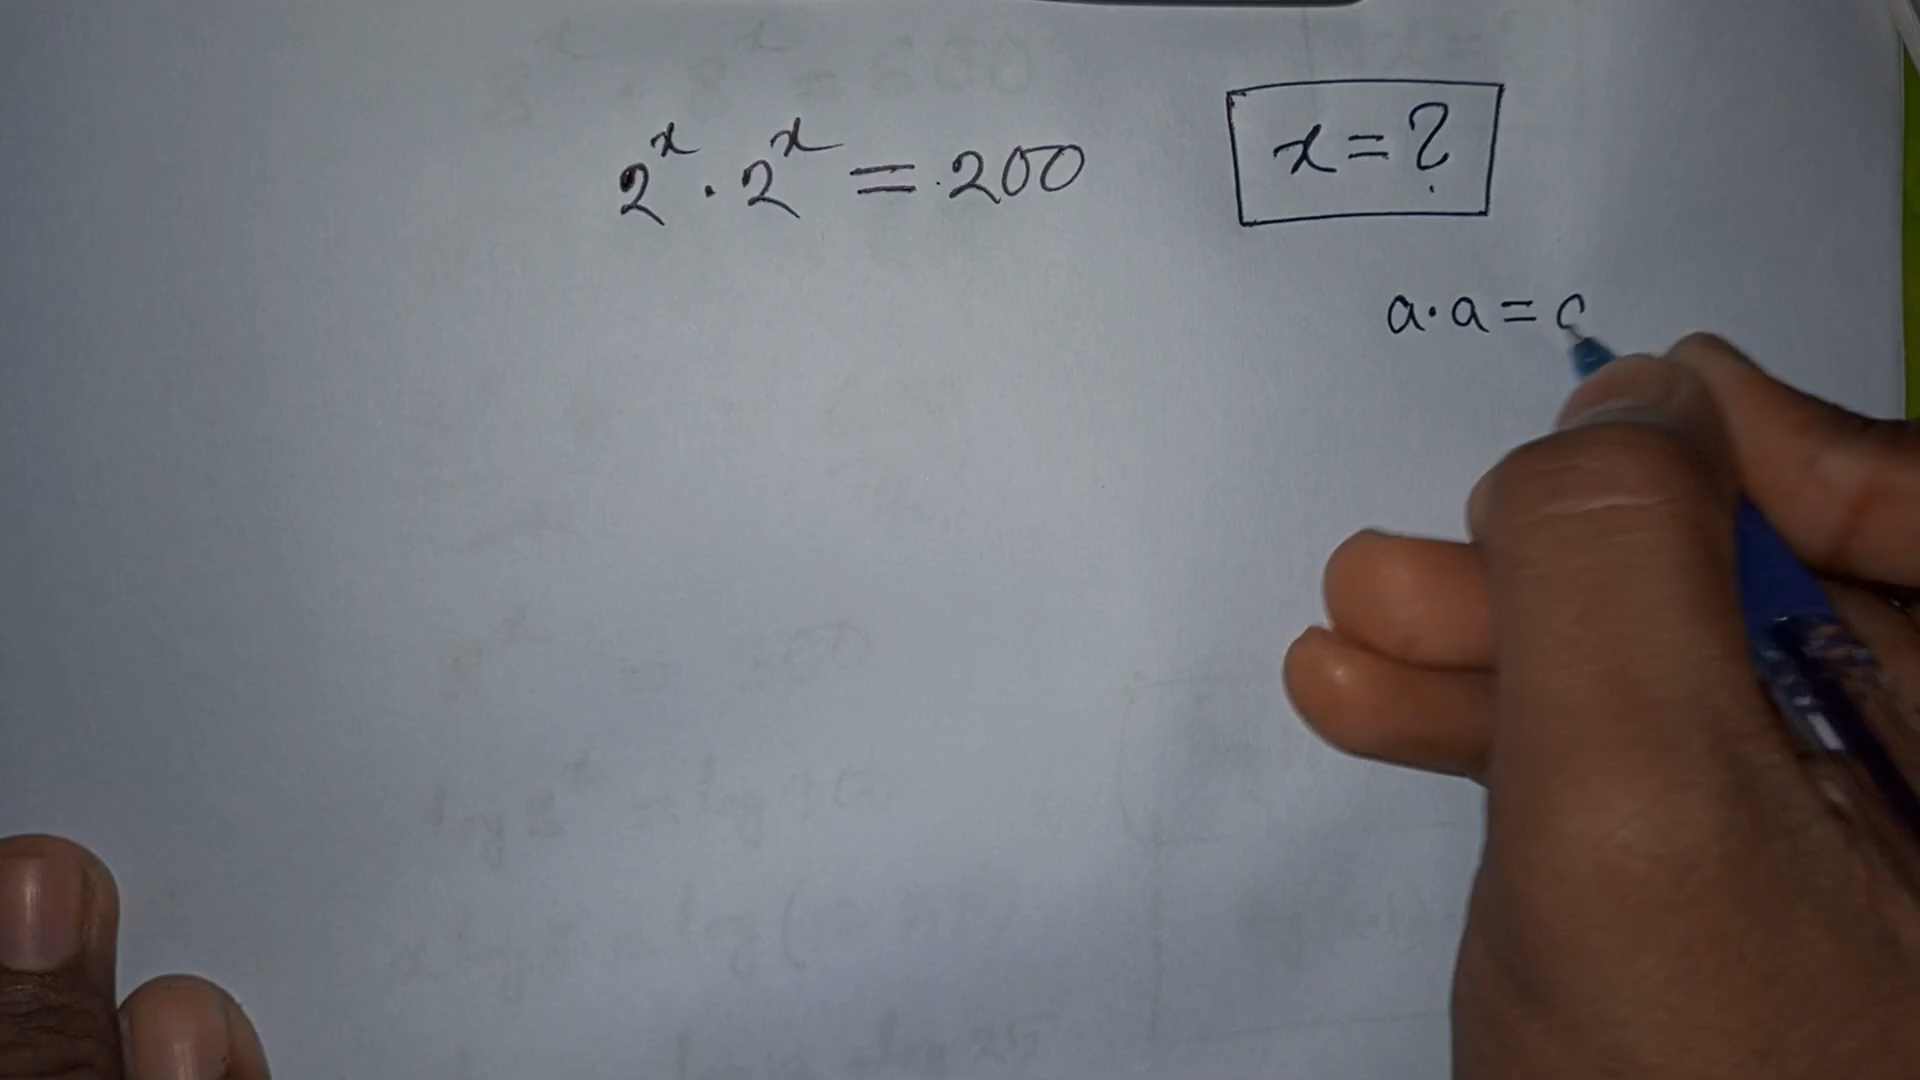 2^x · 2^x = 200
x = ?
a · a =